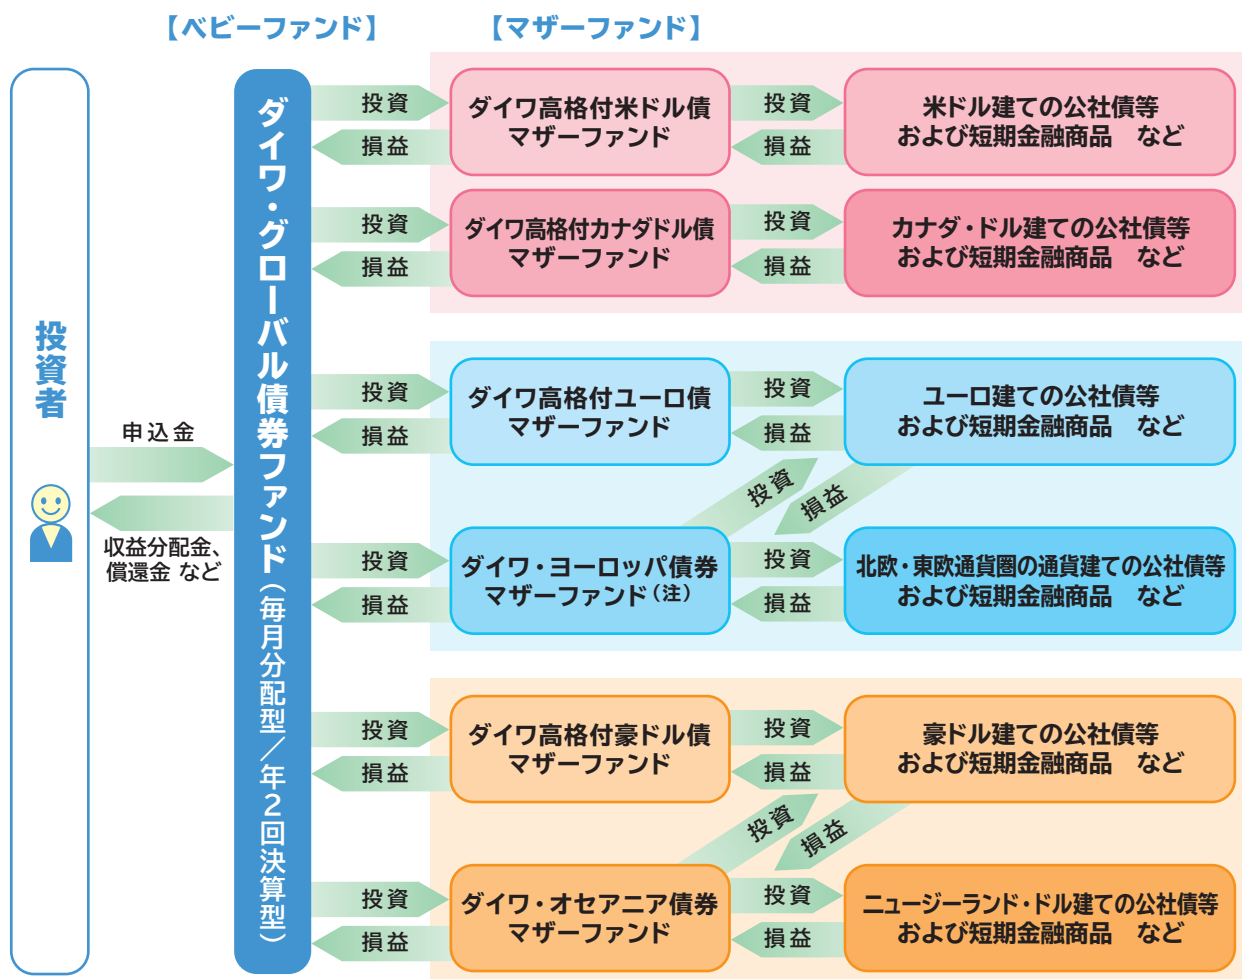 【ベビーファンド】
【マザーファンド】
投資者
申込金
収益分配金、
償還金 など
ダイワ・グローバル債券ファンド（毎月分配型／年2回決算型）
投資
損益
ダイワ高格付米ドル債
マザーファンド
投資
損益
米ドル建ての公社債等
および短期金融商品　など
投資
損益
ダイワ高格付カナダドル債
マザーファンド
投資
損益
カナダ・ドル建ての公社債等
および短期金融商品　など
投資
損益
ダイワ高格付ユーロ債
マザーファンド
投資
損益
ユーロ建ての公社債等
および短期金融商品　など
投資
損益
投資
損益
ダイワ・ヨーロッパ債券
マザーファンド（注）
投資
損益
北欧・東欧通貨圏の通貨建ての公社債等
および短期金融商品　など
投資
損益
ダイワ高格付豪ドル債
マザーファンド
投資
損益
豪ドル建ての公社債等
および短期金融商品　など
投資
損益
投資
損益
ダイワ・オセアニア債券
マザーファンド
投資
損益
ニュージーランド・ドル建ての公社債等
および短期金融商品　など